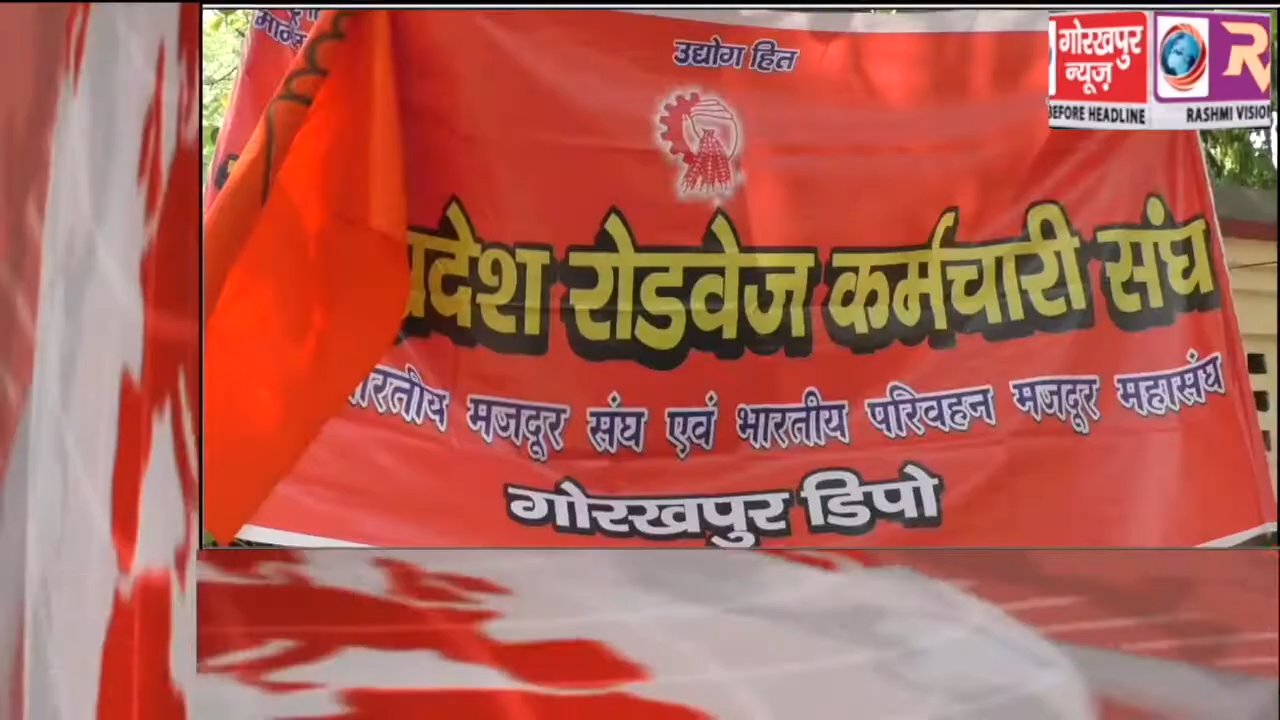 उद्योग हित
प्रदेश रोडवेज कर्मचारी संघ
भारतीय मजदूर संघ एवं भारतीय परिवहन मजदूर महासंघ
गोरखपुर डिपो
गोरखपुर
न्यूज़
BEFORE HEADLINE
RASHMI VISION